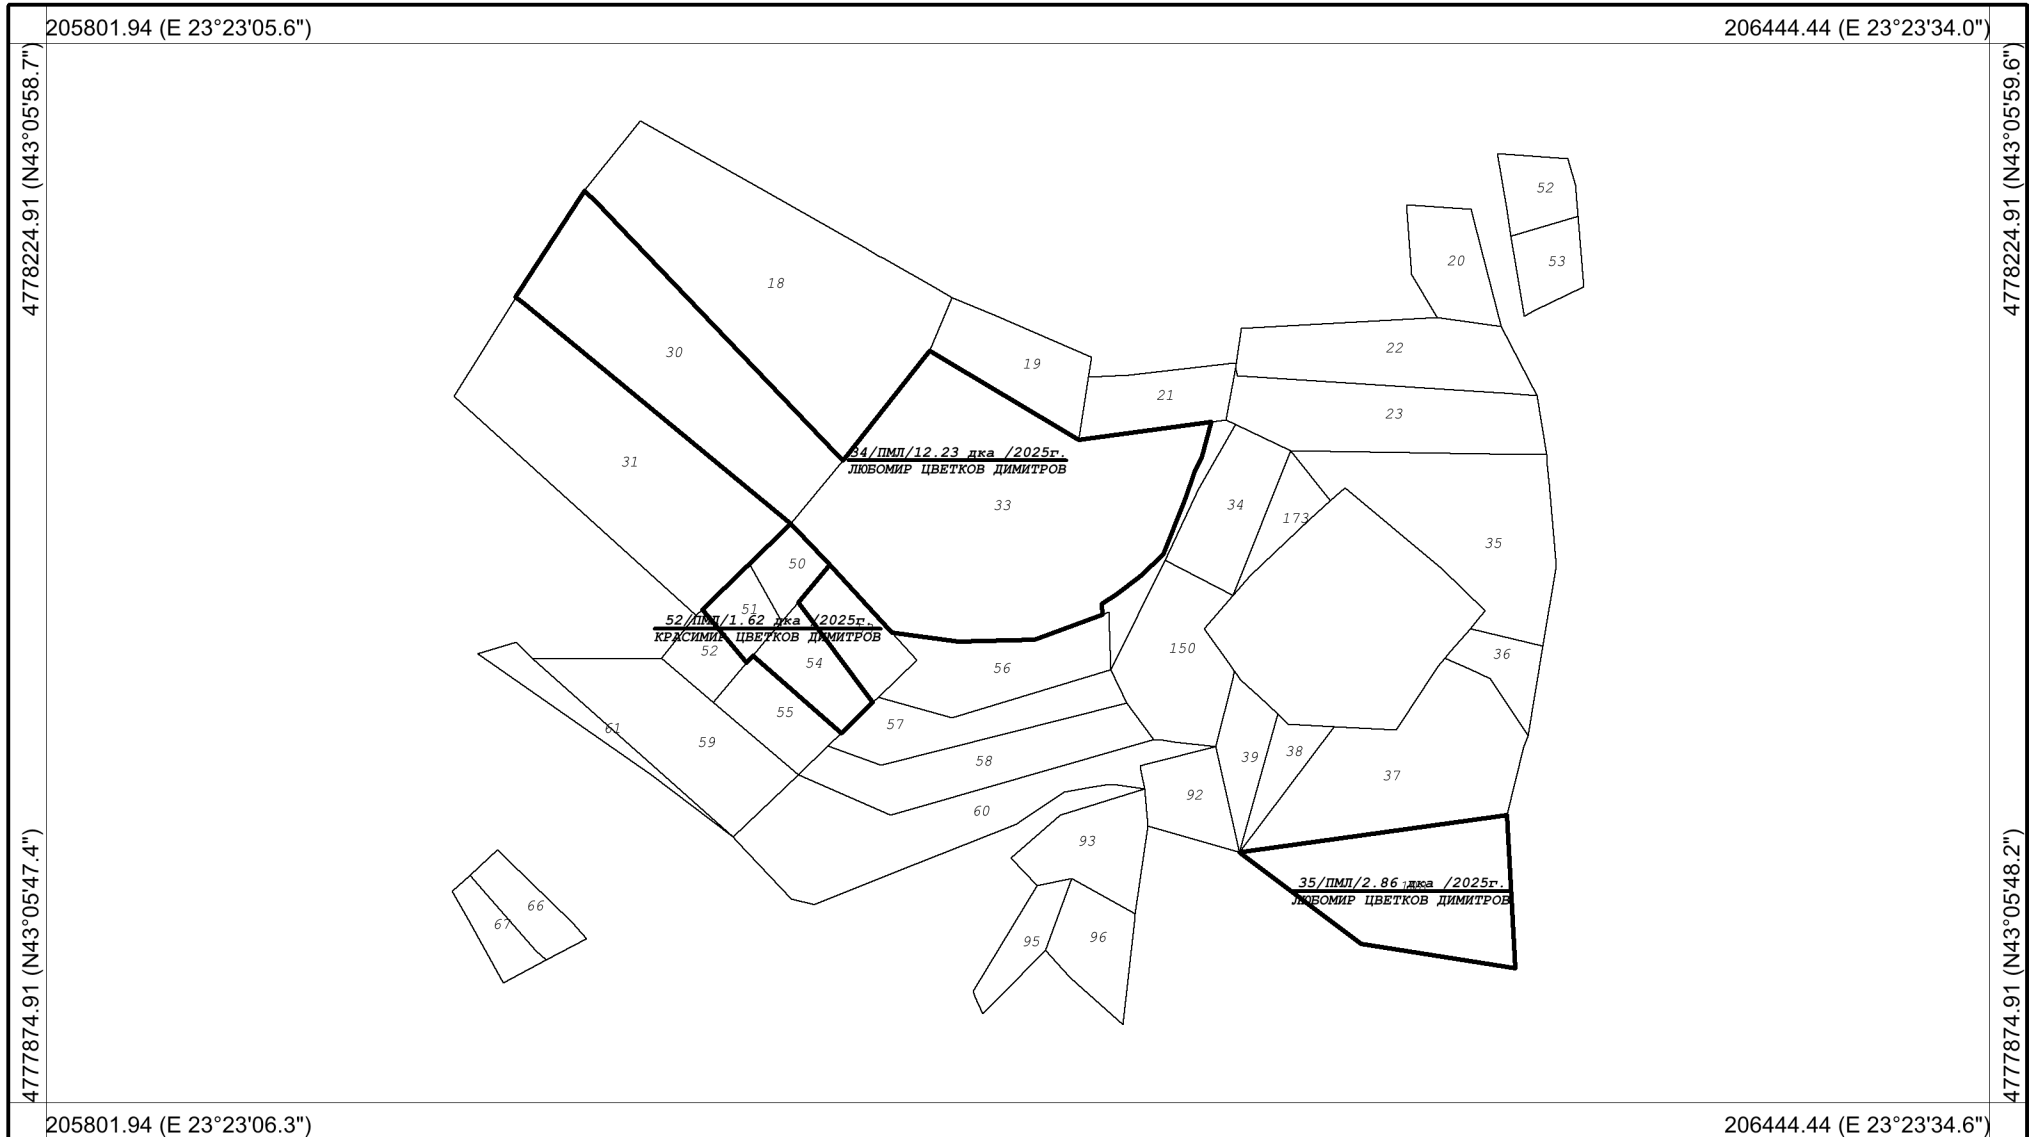 205801.94 (E 23°23'05.6")
206444.44 (E 23°23'34.0")
4778224.91 (N43°05'58.7")
4778224.91 (N43°05'59.6")
52
53
20
18
22
19
30
21
23
34/ПМЛ/12.23 дка /2025г.
ЛЮБОМИР ЦВЕТКОВ ДИМИТРОВ
31
33
34
173
35
50
51
52/ПМЛ/1.62 дка /2025г.
КРАСИМИР ЦВЕТКОВ ДИМИТРОВ
52
54
56
150
36
55
57
61
59
58
39
38
37
60
92
93
35/ПМЛ/2.86 дка /2025г.
ЛЮБОМИР ЦВЕТКОВ ДИМИТРОВ
66
67
95
96
4777874.91 (N43°05'47.4")
4777874.91 (N43°05'48.2")
205801.94 (E 23°23'06.3")
206444.44 (E 23°23'34.6")